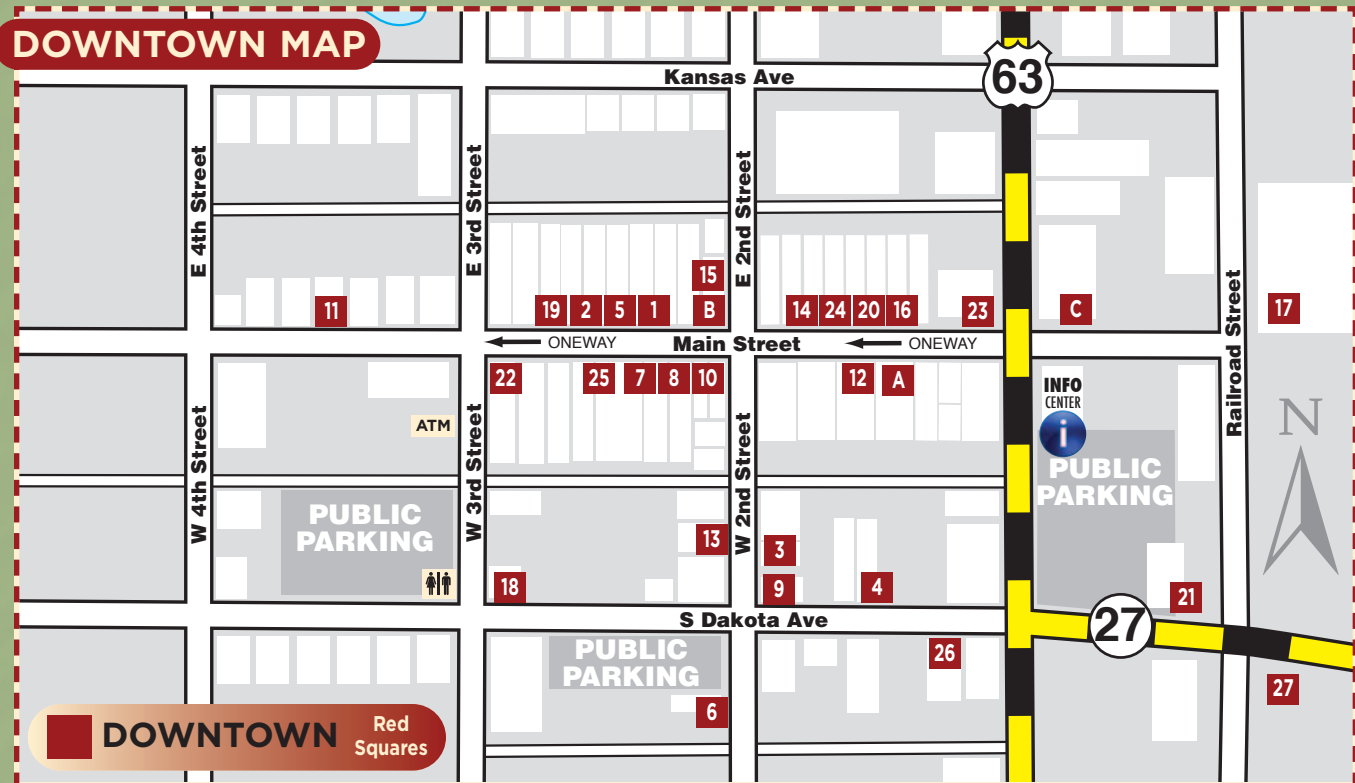 DOWNTOWN MAP
63
Kansas Ave
E 4th Street
E 3rd Street
E 2nd Street
Railroad Street
15
11
19 2 5 1 B
14 24 20 16 23
C
17
ONEWAY
Main Street
ONEWAY
22 25 7 8 10
12 A
INFO
CENTER
i
N
ATM
W 4th Street
W 3rd Street
W 2nd Street
PUBLIC
PARKING
PUBLIC
PARKING
13
3
18
9
4
21
S Dakota Ave
27
PUBLIC
PARKING
26
6
27
DOWNTOWN
Red
Squares